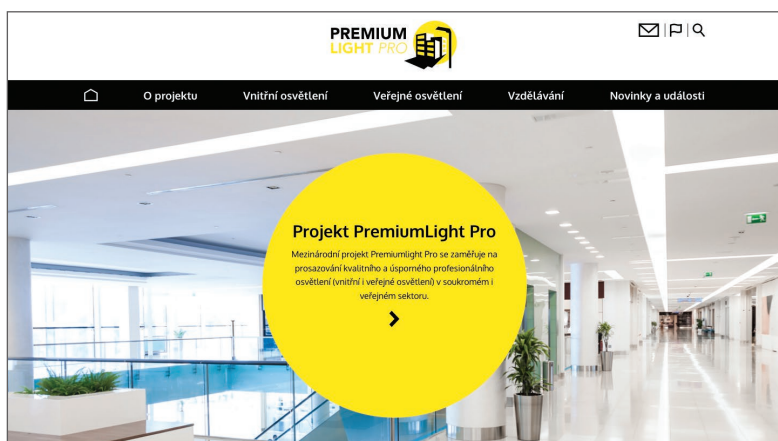 PREMIUM
LIGHT PRO
O projektu
Vnitřní osvětlení
Veřejné osvětlení
Vzdělávání
Novinky a události
Projekt PremiumLight Pro
Mezinárodní projekt Premiumlight Pro se zaměřuje na
prosazování kvalitního a úsporného profesionálního
osvětlení (vnitřní i veřejné osvětlení) v soukromém i
veřejném sektoru.